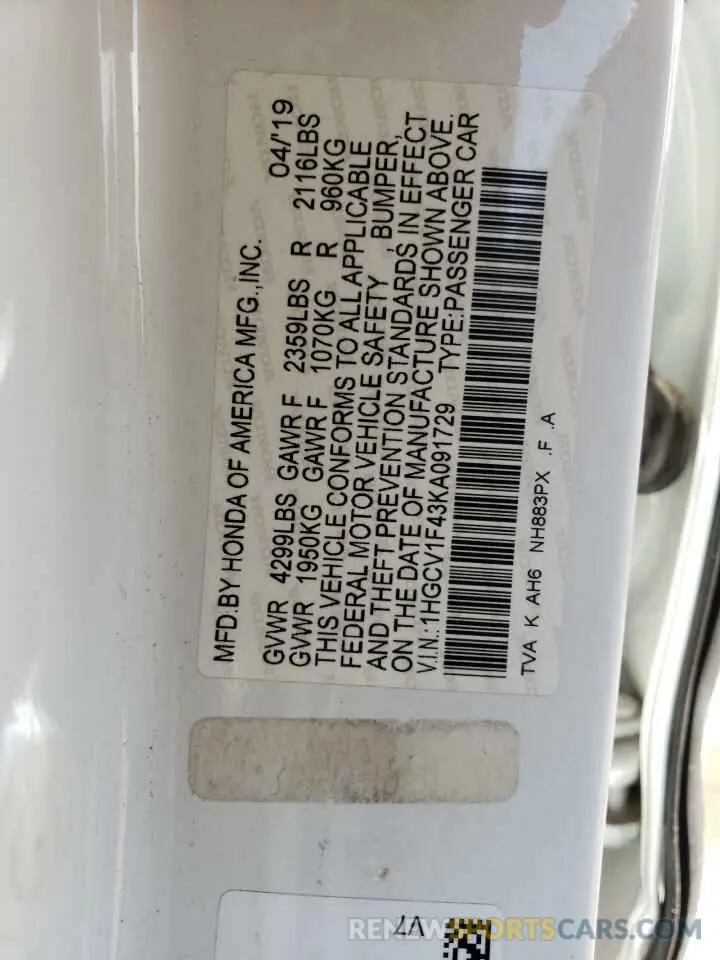 MFD.BY HONDA OF AMERICA MFG.,INC.
04/'19
GVWR 4299LBS GAWR F 2359LBS R 2116LBS
GVWR 1950KG GAWR F 1070KG R 960KG
THIS VEHICLE CONFORMS TO ALL APPLICABLE
FEDERAL MOTOR VEHICLE SAFETY , BUMPER,
AND THEFT PREVENTION STANDARDS IN EFFECT
ON THE DATE OF MANUFACTURE SHOWN ABOVE.
V.I.N.:1HGCV1F43KA091729 TYPE:PASSENGER CAR
TVA K AH6 NH883PX .F .A
RENEWSPORTSCARS.COM